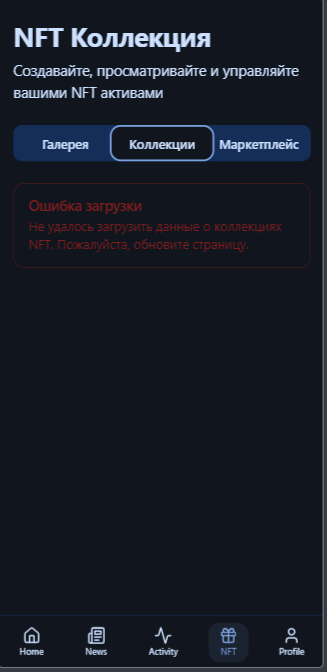 NFT Коллекция
Создавайте, просматривайте и управляйте
вашими NFT активами
Галерея Коллекции Маркетплейс
Ошибка загрузки
Не удалось загрузить данные о коллекциях
NFT. Пожалуйста, обновите страницу.
Home News Activity NFT Profile